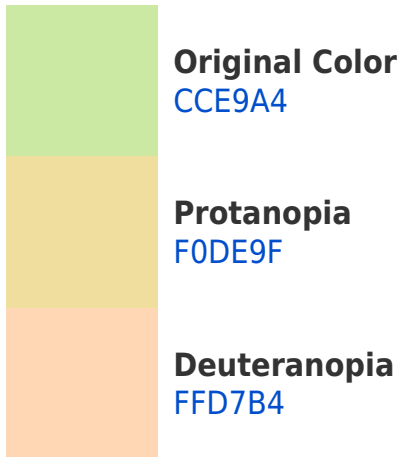 Original Color
CCE9A4
Protanopia
F0DE9F
Deuteranopia
FFD7B4